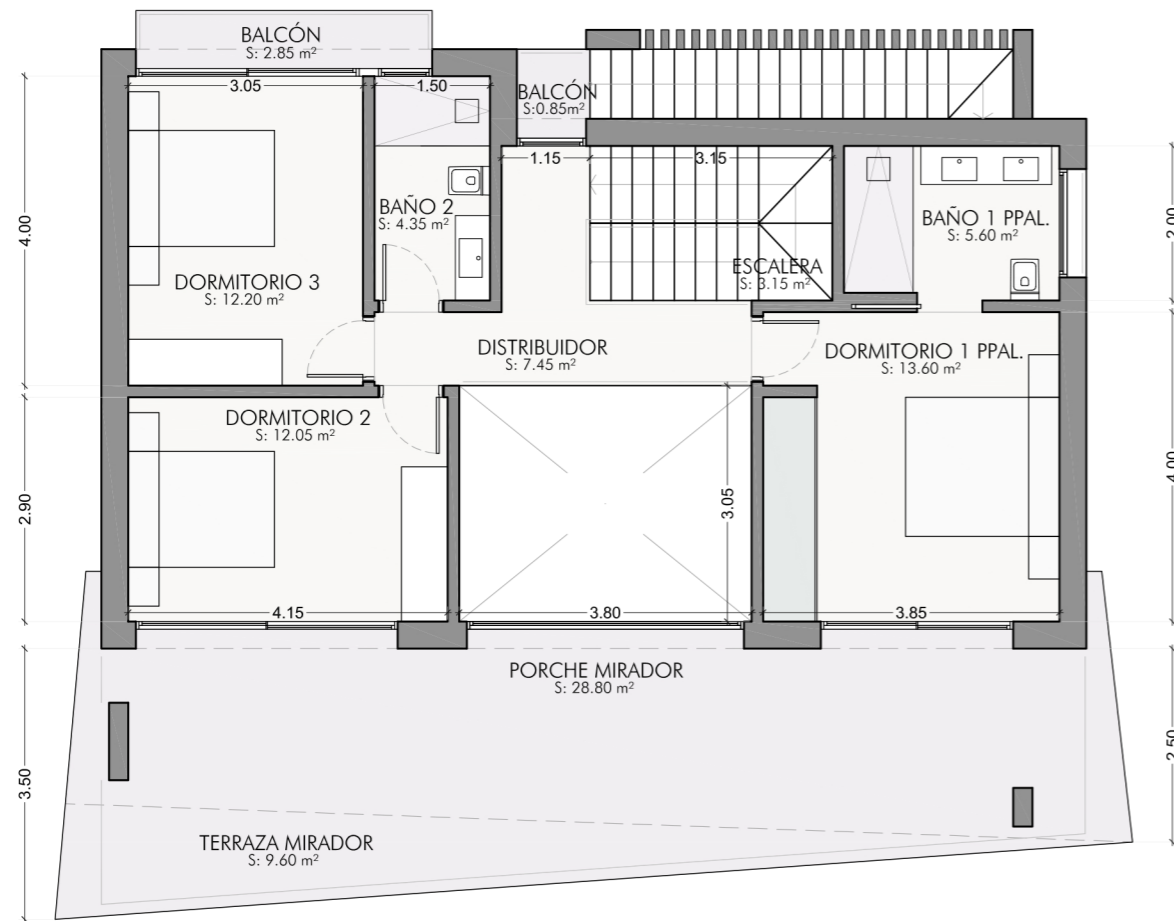 BALCÓN
S: 2.85 m²
3.05
1.50
BALCÓN
S:0.85m²
1.15
3.15
4.00
2.00
BAÑO 2
S: 4.35 m²
BAÑO 1 PPAL.
S: 5.60 m²
ESCALERA
S: 3.15 m²
DORMITORIO 3
S: 12.20 m²
DISTRIBUIDOR
S: 7.45 m²
DORMITORIO 1 PPAL.
S: 13.60 m²
DORMITORIO 2
S: 12.05 m²
2.90
3.05
4.00
4.15
3.80
3.85
PORCHE MIRADOR
S: 28.80 m²
3.50
2.50
TERRAZA MIRADOR
S: 9.60 m²